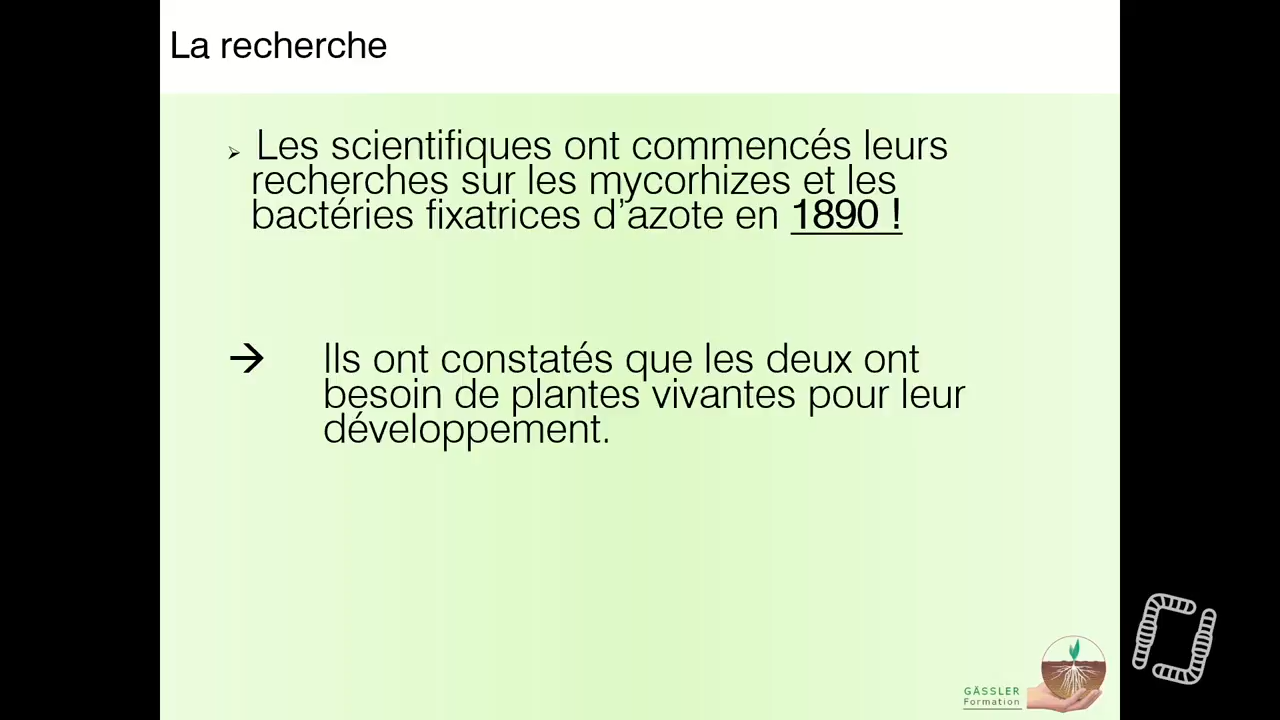 La recherche
➢ Les scientifiques ont commencés leurs
recherches sur les mycorhizes et les
bactéries fixatrices d’azote en 1890 !
→ Ils ont constatés que les deux ont
besoin de plantes vivantes pour leur
développement.
GÄSSLER
Formation